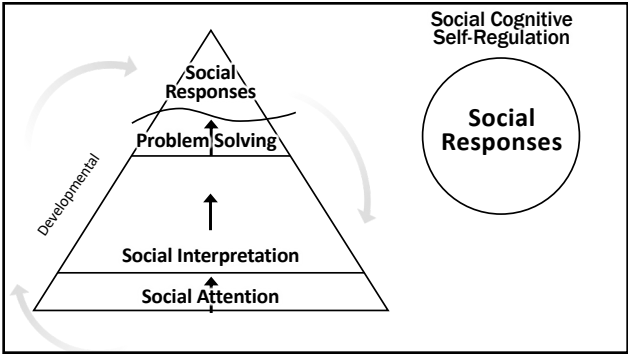 Social Cognitive
Self-Regulation
Social
Responses
Problem Solving
Developmental
Social Interpretation
Social Attention
Social
Responses